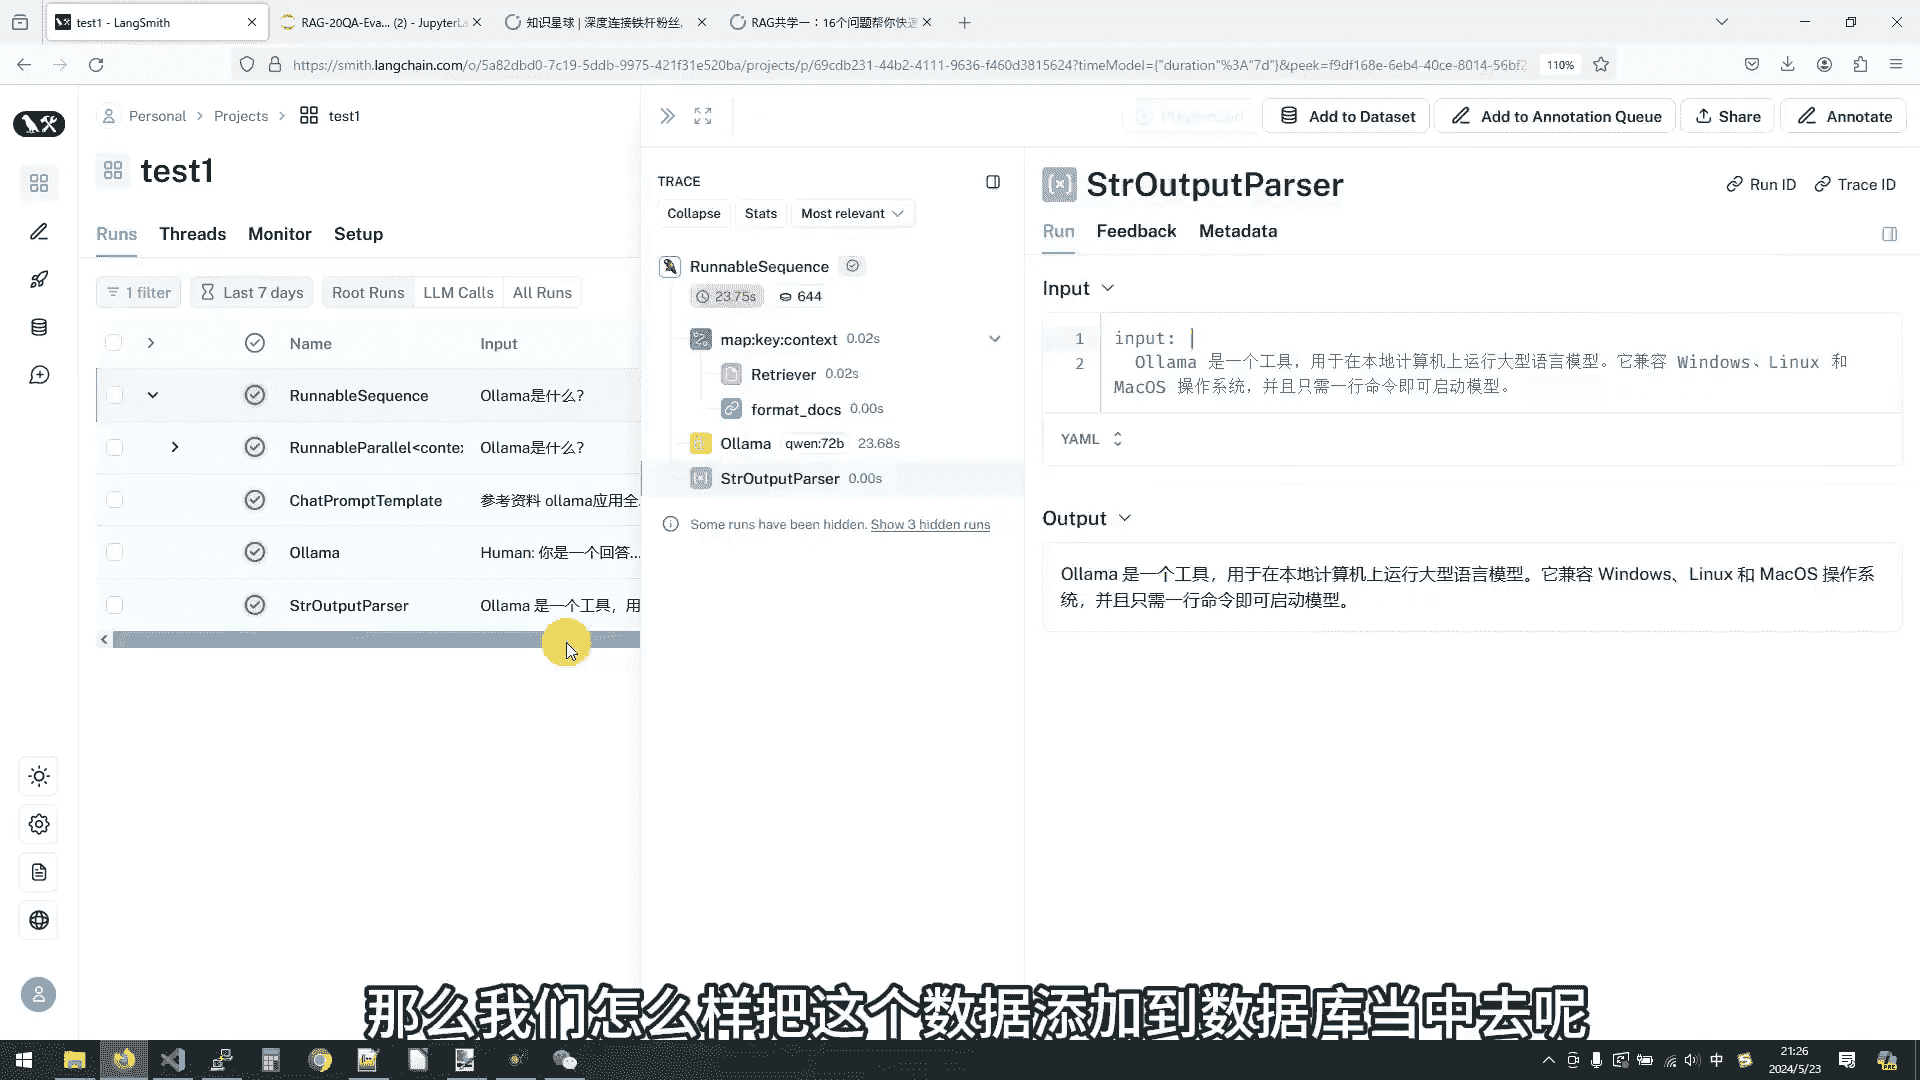 test1 - LangSmith
RAG-20QA-Eva... (2) - JupyterLa
知识星球 | 深度连接铁杆粉丝,
RAG共学一：16个问题帮你快速
https://smith.langchain.com/o/5a82dbd0-7c19-5ddb-9975-421f31e520ba/projects/p/69cdb231-44b2-4111-9636-f460d3815624?timeModel={"duration"%3A"7d"}&peek=f9df168e-6eb4-40ce-8014-56bf2
110%
Personal > Projects > test1
Add to Dataset
Add to Annotation Queue
Share
Annotate
test1
Runs
Threads
Monitor
Setup
1 filter
Last 7 days
Root Runs
LLM Calls
All Runs
Name
Input
RunnableSequence
Ollama是什么?
RunnableParallel<conte
Ollama是什么?
ChatPromptTemplate
参考资料 ollama应用全
Ollama
Human: 你是一个回答...
StrOutputParser
Ollama 是一个工具，用
TRACE
Collapse
Stats
Most relevant
RunnableSequence
23.75s
644
map:key:context 0.02s
Retriever 0.02s
format_docs 0.00s
Ollama qwen:72b 23.68s
StrOutputParser 0.00s
Some runs have been hidden. Show 3 hidden runs
StrOutputParser
Run ID
Trace ID
Run
Feedback
Metadata
Input
1 input: |
2 Ollama 是一个工具，用于在本地计算机上运行大型语言模型。它兼容 Windows、Linux 和
MacOS 操作系统，并且只需一行命令即可启动模型。
YAML
Output
Ollama 是一个工具，用于在本地计算机上运行大型语言模型。它兼容 Windows、Linux 和 MacOS 操作系
统，并且只需一行命令即可启动模型。
那么我们怎么样把这个数据添加到数据库当中去呢
中
21:26
2024/5/23